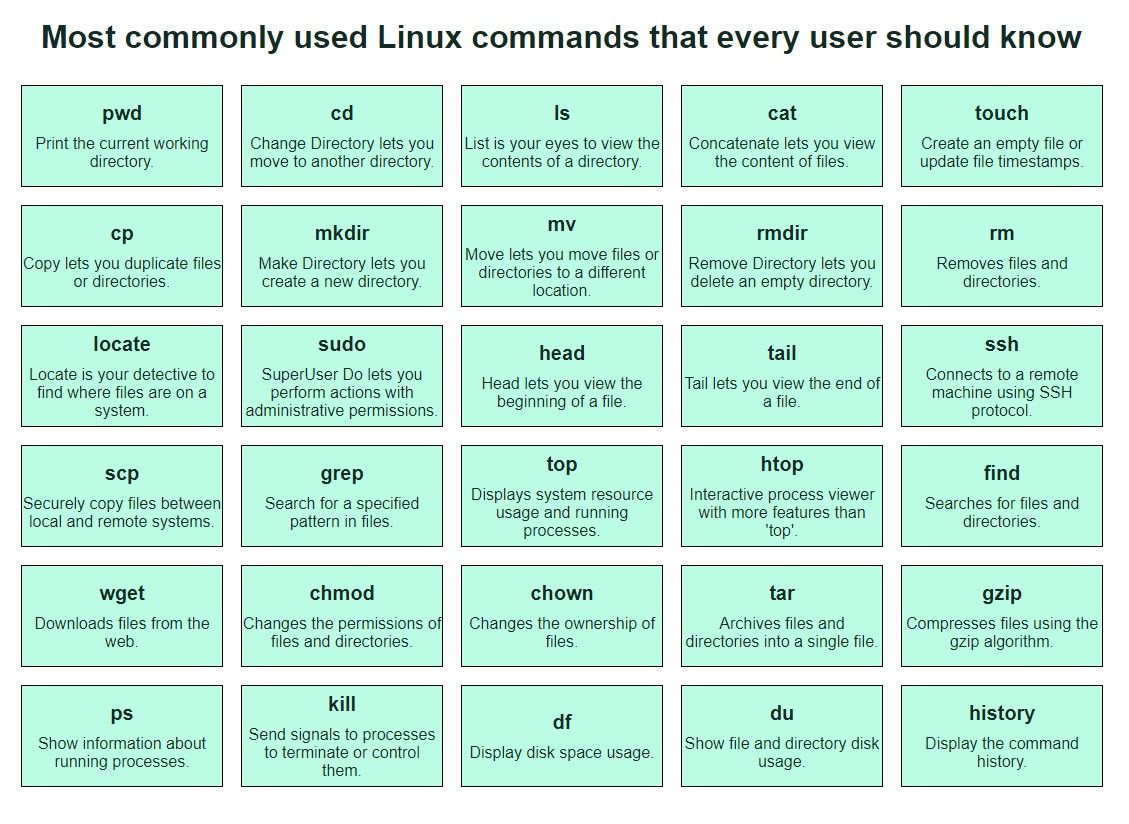 Most commonly used Linux commands that every user should know
pwd
Print the current working
directory.
cd
Change Directory lets you
move to another directory.
ls
List is your eyes to view the
contents of a directory.
cat
Concatenate lets you view
the content of files.
touch
Create an empty file or
update file timestamps.
cp
Copy lets you duplicate files
or directories.
mkdir
Make Directory lets you
create a new directory.
mv
Move lets you move files or
directories to a different
location.
rmdir
Remove Directory lets you
delete an empty directory.
rm
Removes files and
directories.
locate
Locate is your detective to
find where files are on a
system.
sudo
SuperUser Do lets you
perform actions with
administrative permissions.
head
Head lets you view the
beginning of a file.
tail
Tail lets you view the end of
a file.
ssh
Connects to a remote
machine using SSH
protocol.
scp
Securely copy files between
local and remote systems.
grep
Search for a specified
pattern in files.
top
Displays system resource
usage and running
processes.
htop
Interactive process viewer
with more features than
'top'.
find
Searches for files and
directories.
wget
Downloads files from the
web.
chmod
Changes the permissions of
files and directories.
chown
Changes the ownership of
files.
tar
Archives files and
directories into a single file.
gzip
Compresses files using the
gzip algorithm.
ps
Show information about
running processes.
kill
Send signals to processes
to terminate or control
them.
df
Display disk space usage.
du
Show file and directory disk
usage.
history
Display the command
history.